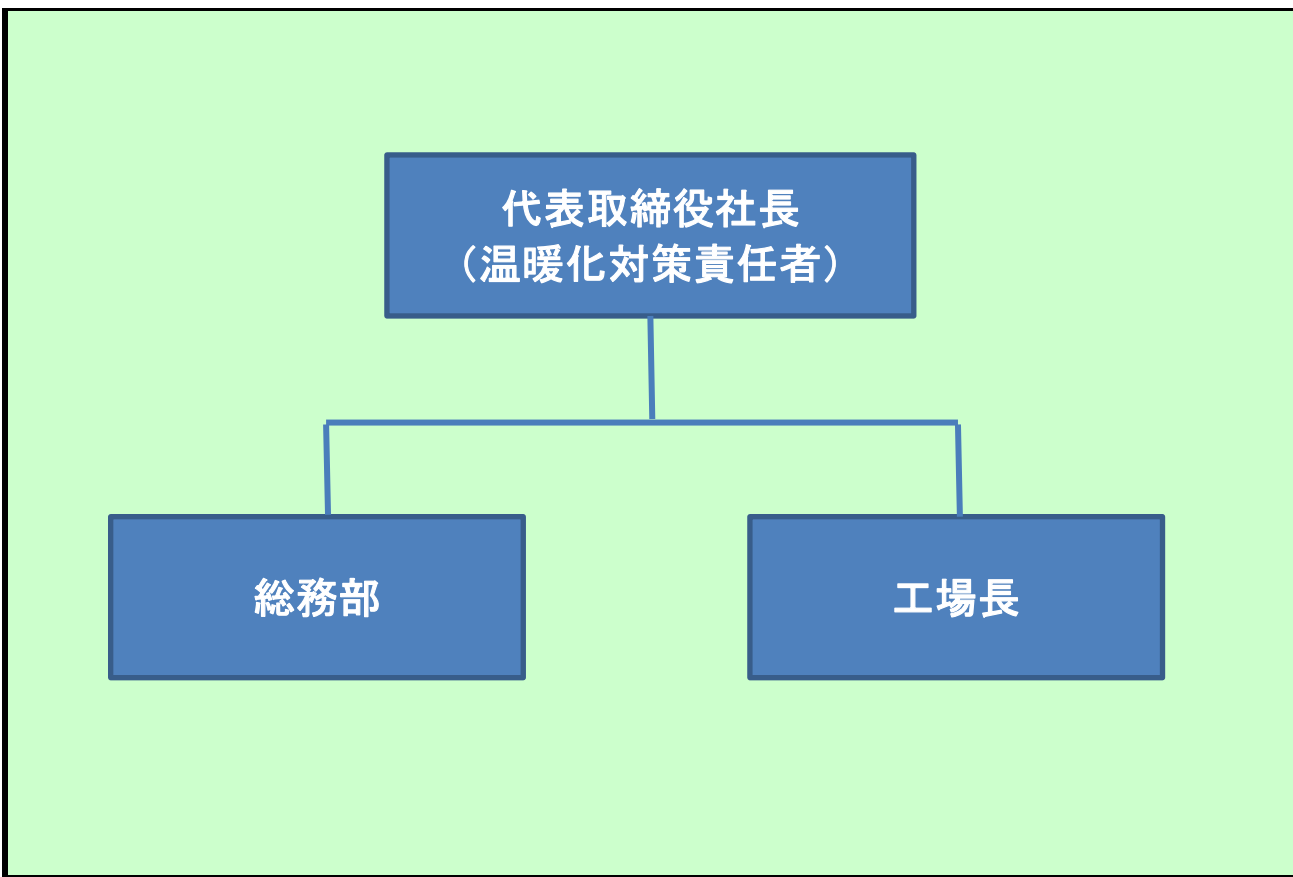 代表取締役社長
（温暖化対策責任者）
総務部
工場長